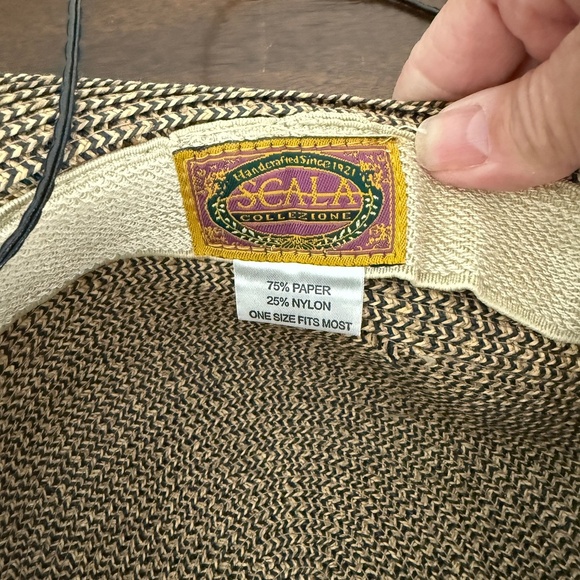 Handcrafted Since 1921
SCALA
COLLEZIONE
75% PAPER
25% NYLON
ONE SIZE FITS MOST